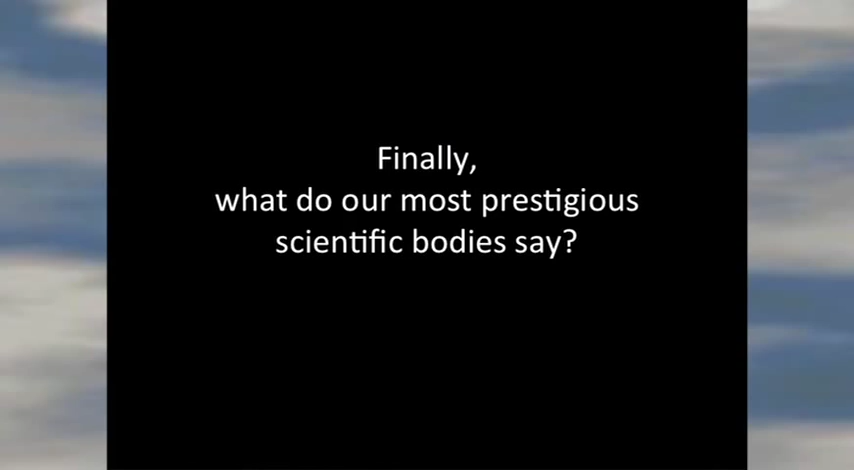 Finally,
what do our most prestigious
scientific bodies say?